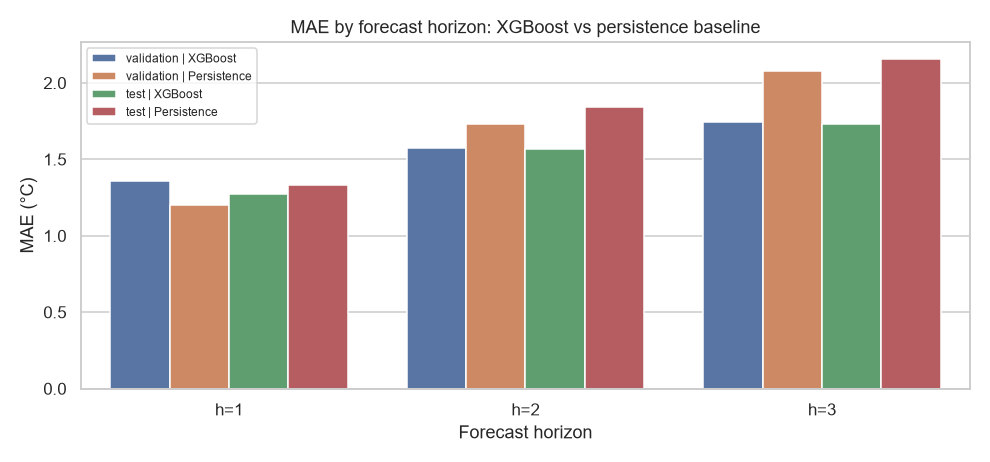 MAE by forecast horizon: XGBoost vs persistence baseline
validation | XGBoost
validation | Persistence
test | XGBoost
test | Persistence
MAE (°C)
2.0
1.5
1.0
0.5
0.0
h=1
h=2
h=3
Forecast horizon